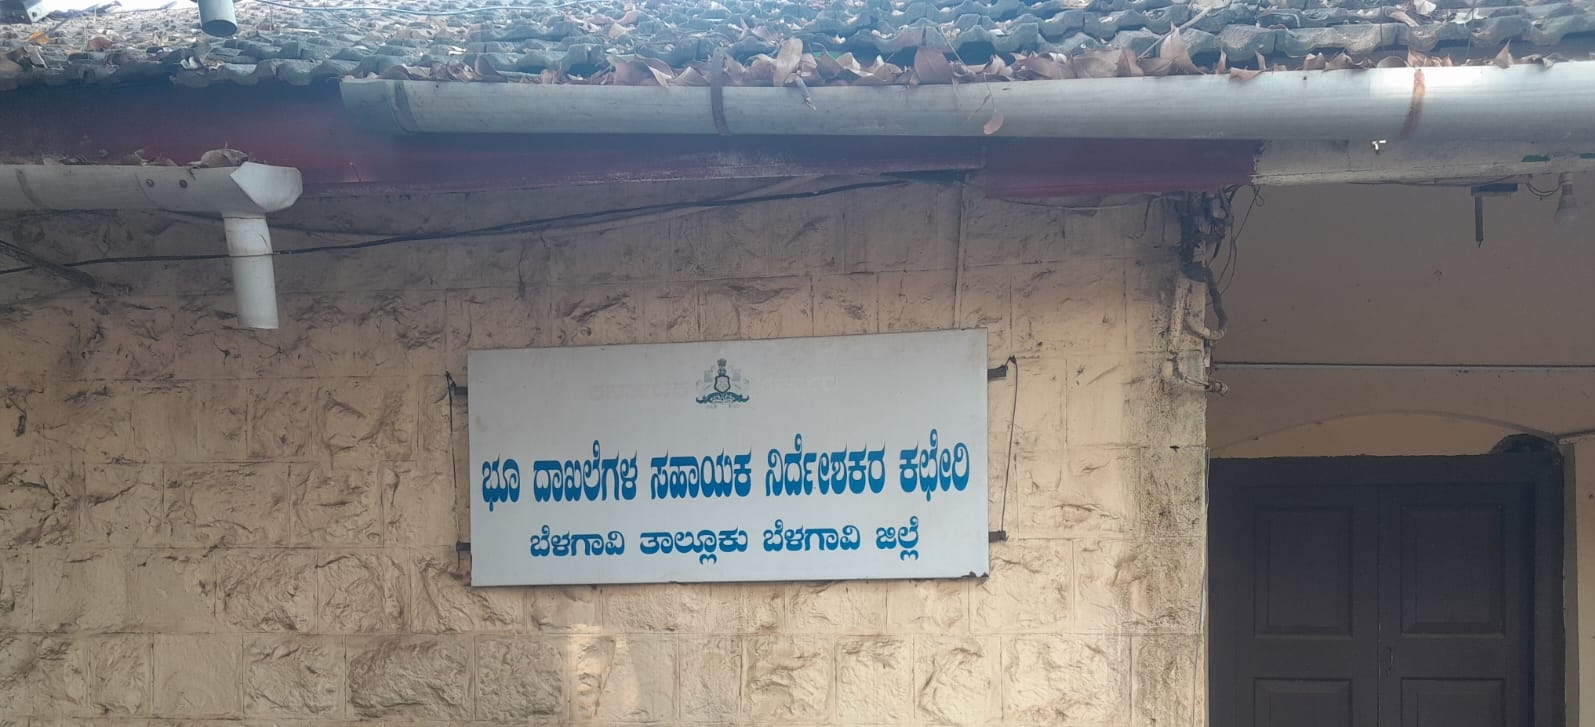 ಭೂ ದಾಖಲೆಗಳ ಸಹಾಯಕ ನಿರ್ದೇಶಕರ ಕಛೇರಿ
ಬೆಳಗಾವಿ ತಾಲ್ಲೂಕು ಬೆಳಗಾವಿ ಜಿಲ್ಲೆ